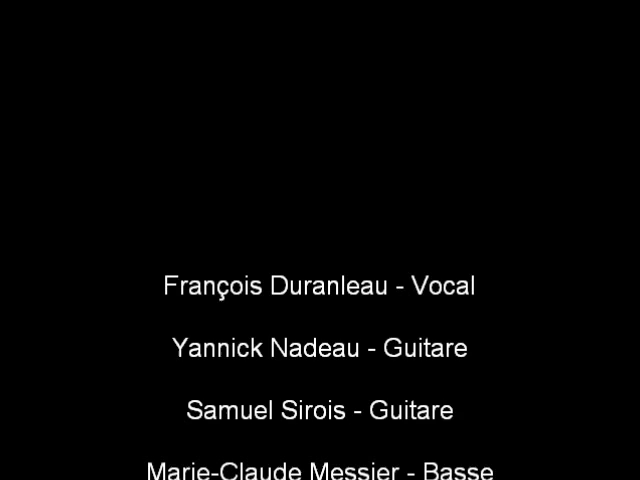 François Duranleau - Vocal
Yannick Nadeau - Guitare
Samuel Sirois - Guitare
Marie-Claude Messier - Basse